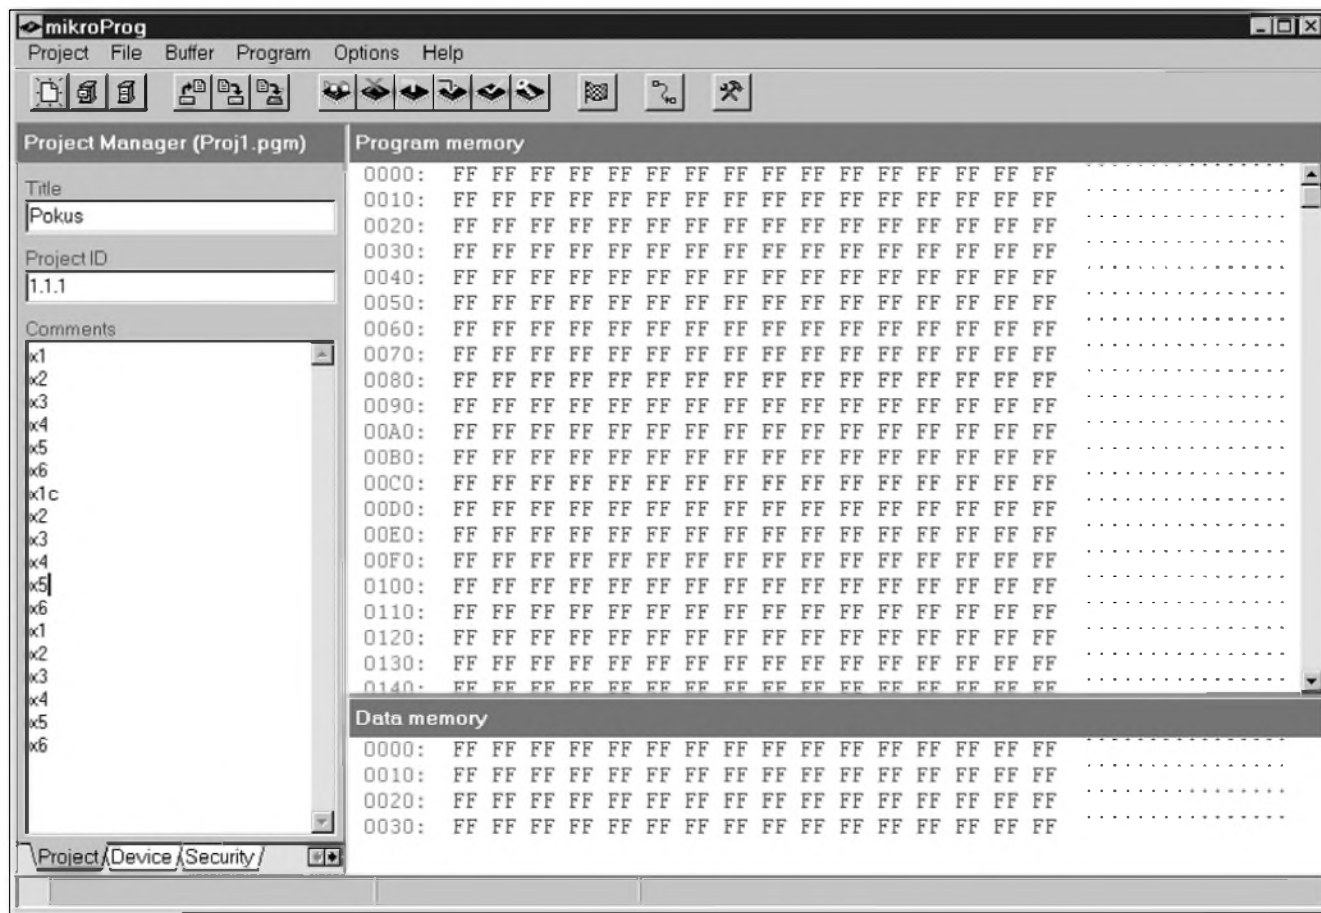 mikroProg
Project File Buffer Program Options Help
Project Manager (Proj1.pgm)
Title
Pokus
Project ID
1.1.1
Comments
x1
x2
x3
x4
x5
x6
x1c
x2
x3
x4
x5
x6
x1
x2
x3
x4
x5
x6
Project Device Security
Program memory
0000: FF FF FF FF FF FF FF FF FF FF FF FF FF FF FF FF ................
0010: FF FF FF FF FF FF FF FF FF FF FF FF FF FF FF FF ................
0020: FF FF FF FF FF FF FF FF FF FF FF FF FF FF FF FF ................
0030: FF FF FF FF FF FF FF FF FF FF FF FF FF FF FF FF ................
0040: FF FF FF FF FF FF FF FF FF FF FF FF FF FF FF FF ................
0050: FF FF FF FF FF FF FF FF FF FF FF FF FF FF FF FF ................
0060: FF FF FF FF FF FF FF FF FF FF FF FF FF FF FF FF ................
0070: FF FF FF FF FF FF FF FF FF FF FF FF FF FF FF FF ................
0080: FF FF FF FF FF FF FF FF FF FF FF FF FF FF FF FF ................
0090: FF FF FF FF FF FF FF FF FF FF FF FF FF FF FF FF ................
00A0: FF FF FF FF FF FF FF FF FF FF FF FF FF FF FF FF ................
00B0: FF FF FF FF FF FF FF FF FF FF FF FF FF FF FF FF ................
00C0: FF FF FF FF FF FF FF FF FF FF FF FF FF FF FF FF ................
00D0: FF FF FF FF FF FF FF FF FF FF FF FF FF FF FF FF ................
00E0: FF FF FF FF FF FF FF FF FF FF FF FF FF FF FF FF ................
00F0: FF FF FF FF FF FF FF FF FF FF FF FF FF FF FF FF ................
0100: FF FF FF FF FF FF FF FF FF FF FF FF FF FF FF FF ................
0110: FF FF FF FF FF FF FF FF FF FF FF FF FF FF FF FF ................
0120: FF FF FF FF FF FF FF FF FF FF FF FF FF FF FF FF ................
0130: FF FF FF FF FF FF FF FF FF FF FF FF FF FF FF FF ................
0140: FF FF FF FF FF FF FF FF FF FF FF FF FF FF FF FF ................
Data memory
0000: FF FF FF FF FF FF FF FF FF FF FF FF FF FF FF FF ................
0010: FF FF FF FF FF FF FF FF FF FF FF FF FF FF FF FF ................
0020: FF FF FF FF FF FF FF FF FF FF FF FF FF FF FF FF ................
0030: FF FF FF FF FF FF FF FF FF FF FF FF FF FF FF FF ................